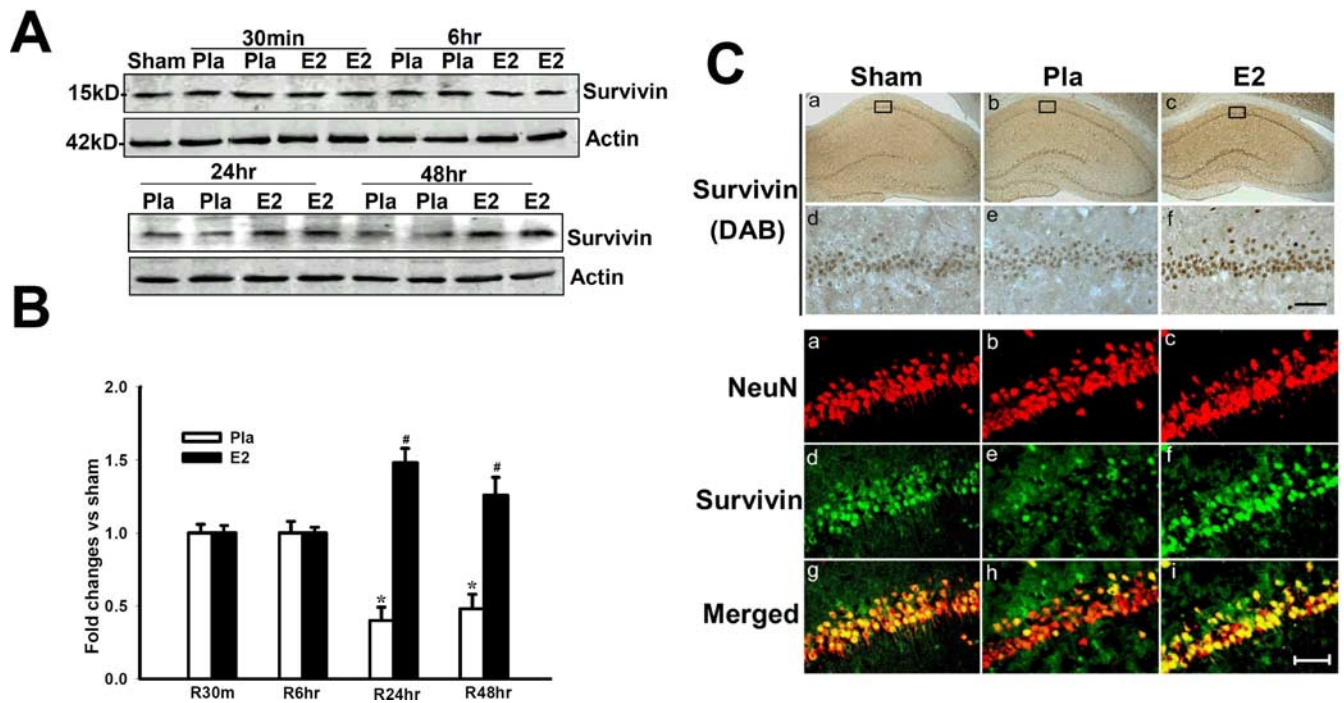 A
30min 6hr
Sham Pla Pla E2 E2 Pla Pla E2 E2
15kD- Survivin
42kD- Actin
24hr 48hr
Pla Pla E2 E2 Pla Pla E2 E2
Survivin
Actin
B
Fold changes vs sham
2.0
1.5
1.0
0.5
0.0
Pla
E2
#
#
*
*
R30m R6hr R24hr R48hr
C
Sham Pla E2
Survivin
(DAB)
a b c
d e f
NeuN
a b c
Survivin
d e f
Merged
g h i